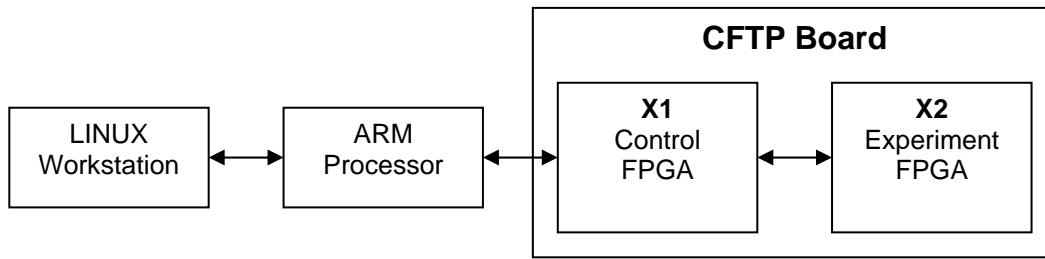 CFTP Board
LINUX
Workstation
ARM
Processor
X1
Control
FPGA
X2
Experiment
FPGA